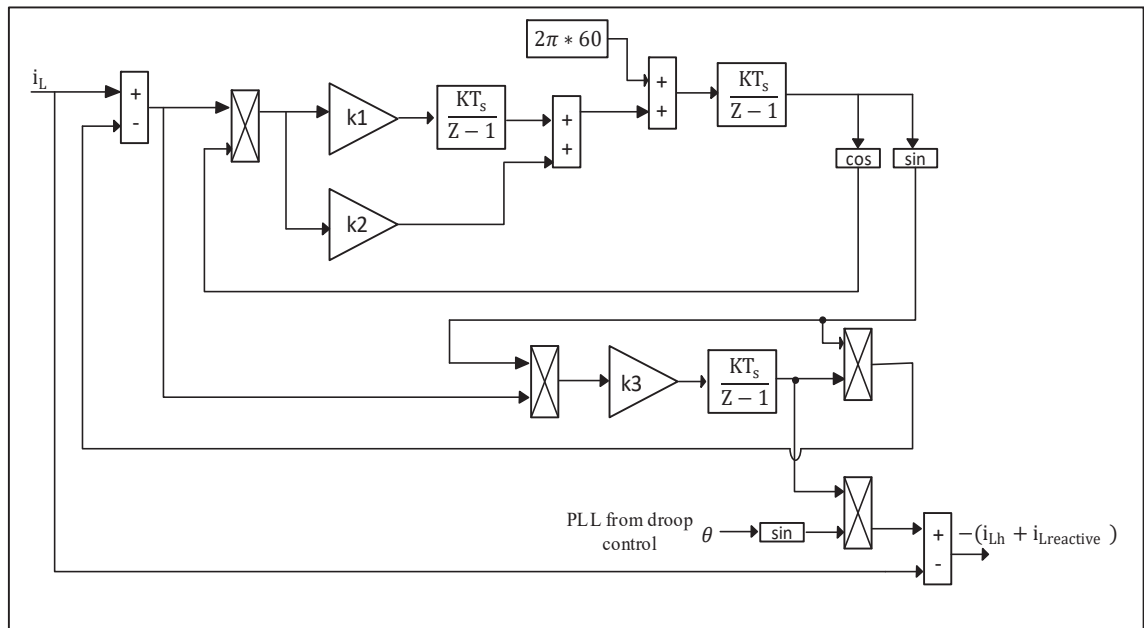 2π * 60
i_L
+
-
k1
KT_s
Z − 1
+
+
+
+
KT_s
Z − 1
cos
sin
k2
k3
KT_s
Z − 1
PLL from droop
control
θ
sin
+
-
−(i_Lh + i_Lreactive )